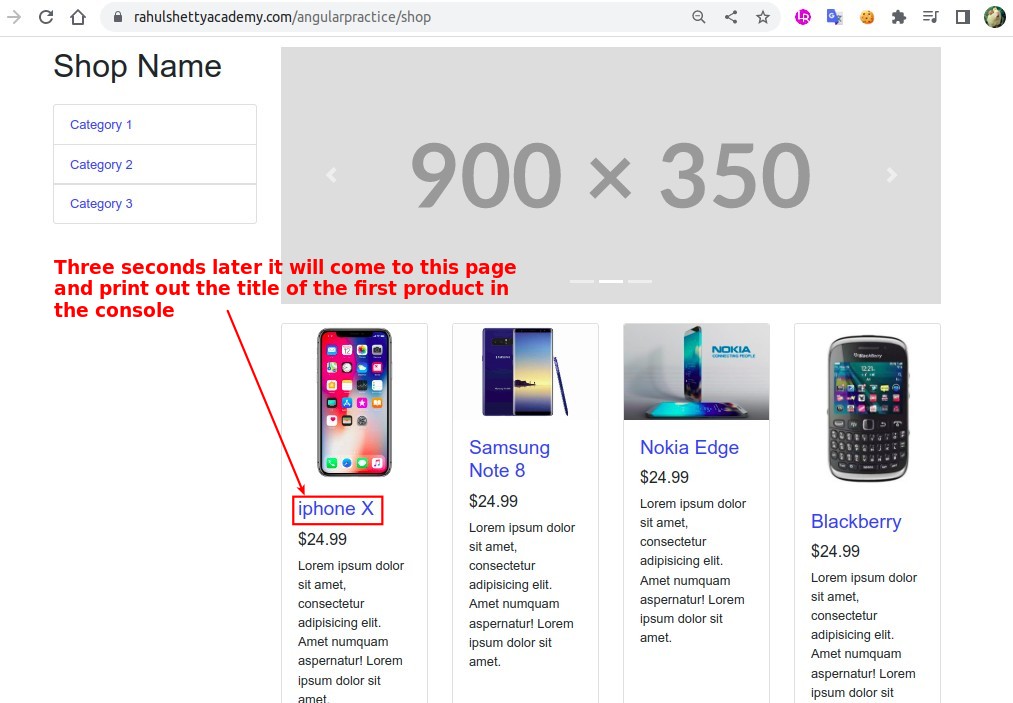 rahulshettyacademy.com/angularpractice/shop
Shop Name
Category 1
Category 2
Category 3
900 × 350
Three seconds later it will come to this page
and print out the title of the first product in
the console
iphone X
$24.99
Lorem ipsum dolor
sit amet,
consectetur
adipisicing elit.
Amet numquam
aspernatur! Lorem
ipsum dolor sit
amet.
SAMSUNG
Samsung
Note 8
$24.99
Lorem ipsum dolor
sit amet,
consectetur
adipisicing elit.
Amet numquam
aspernatur! Lorem
ipsum dolor sit
amet.
NOKIA
CONNECTING PEOPLE
Nokia Edge
$24.99
Lorem ipsum dolor
sit amet,
consectetur
adipisicing elit.
Amet numquam
aspernatur! Lorem
ipsum dolor sit
amet.
BlackBerry
12:21
Blackberry
$24.99
Lorem ipsum dolor
sit amet,
consectetur
adipisicing elit.
Amet numquam
aspernatur! Lorem
ipsum dolor sit